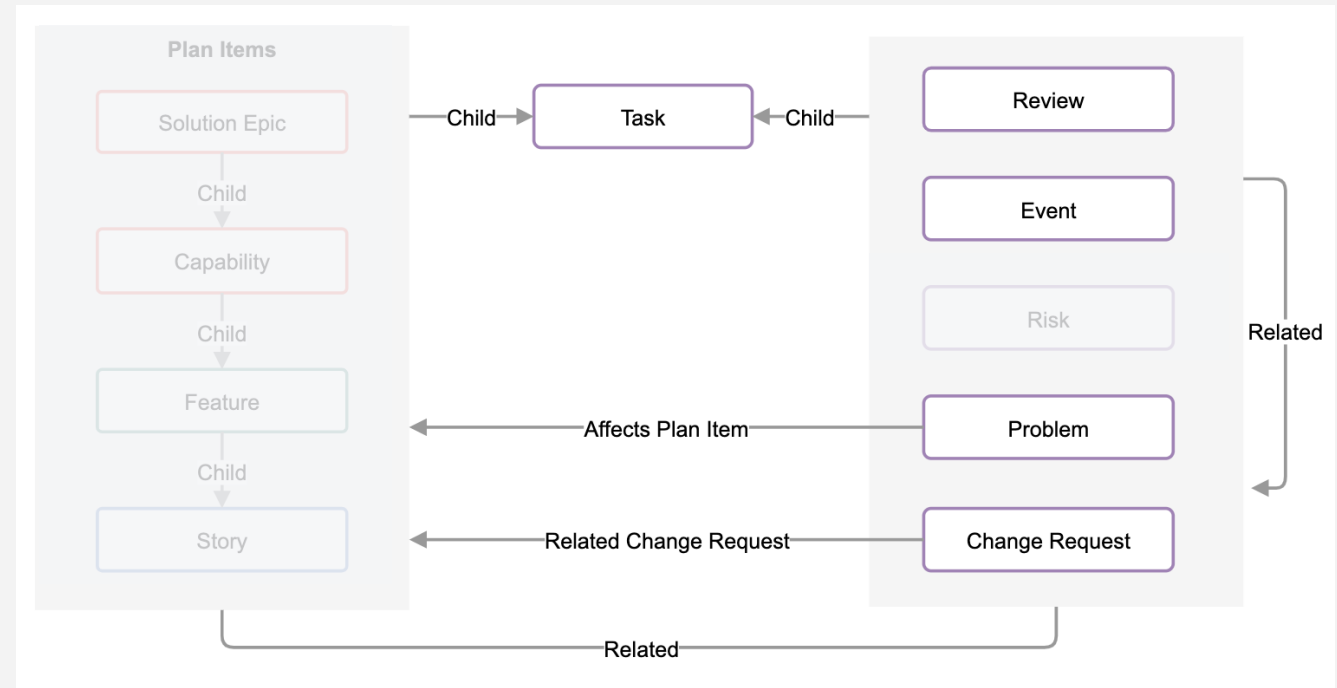 Plan Items
Solution Epic
Child
Capability
Child
Feature
Child
Story
Child
Task
Child
Review
Event
Risk
Problem
Change Request
Related
Affects Plan Item
Related Change Request
Related